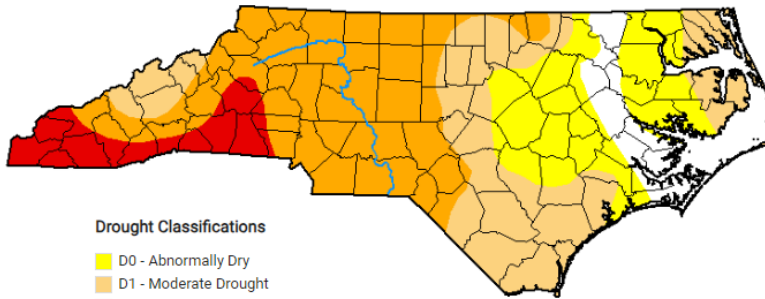 Drought Classifications
D0 - Abnormally Dry
D1 - Moderate Drought